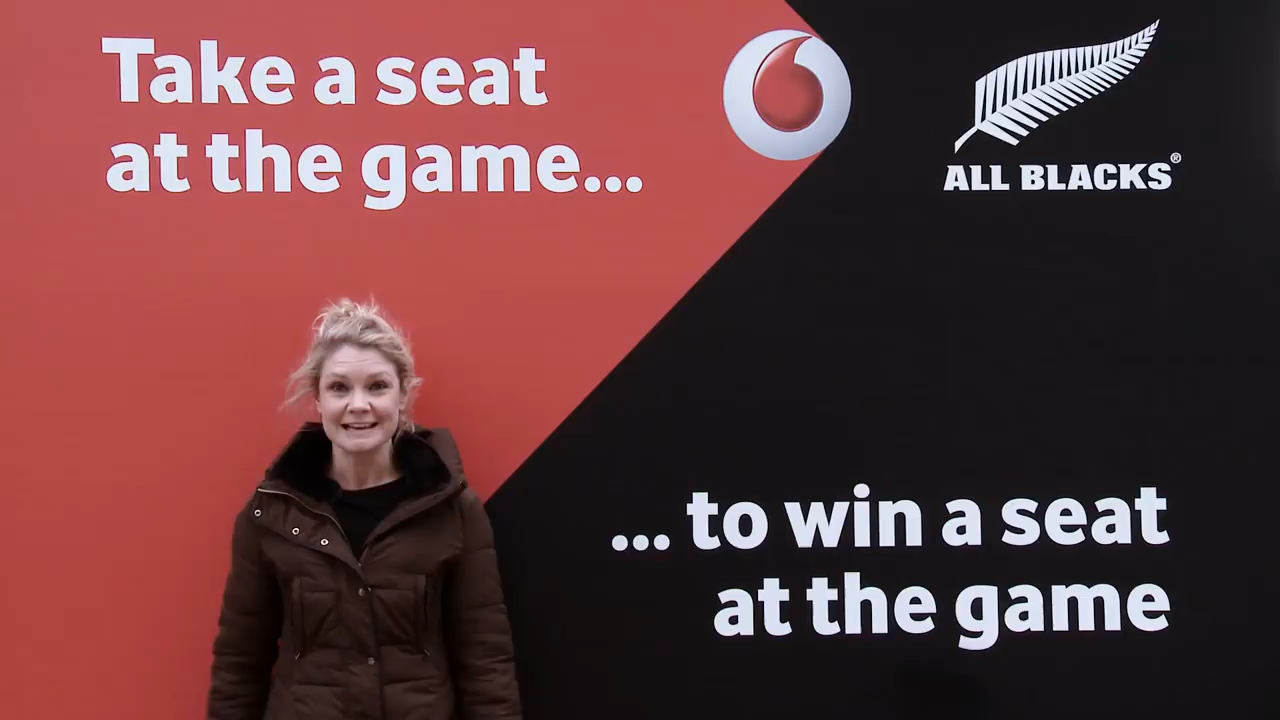 Take a seat
at the game...
ALL BLACKS®
... to win a seat
at the game